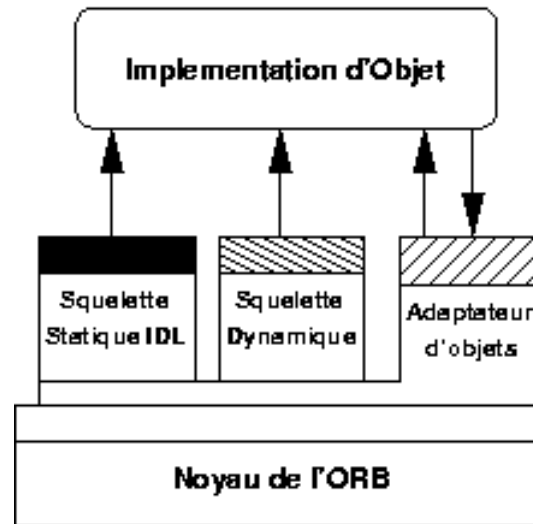 Implementation d'Objet
Squelette
Statique IDL
Squelette
Dynamique
Adaptateur
d'objets
Noyau de l'ORB